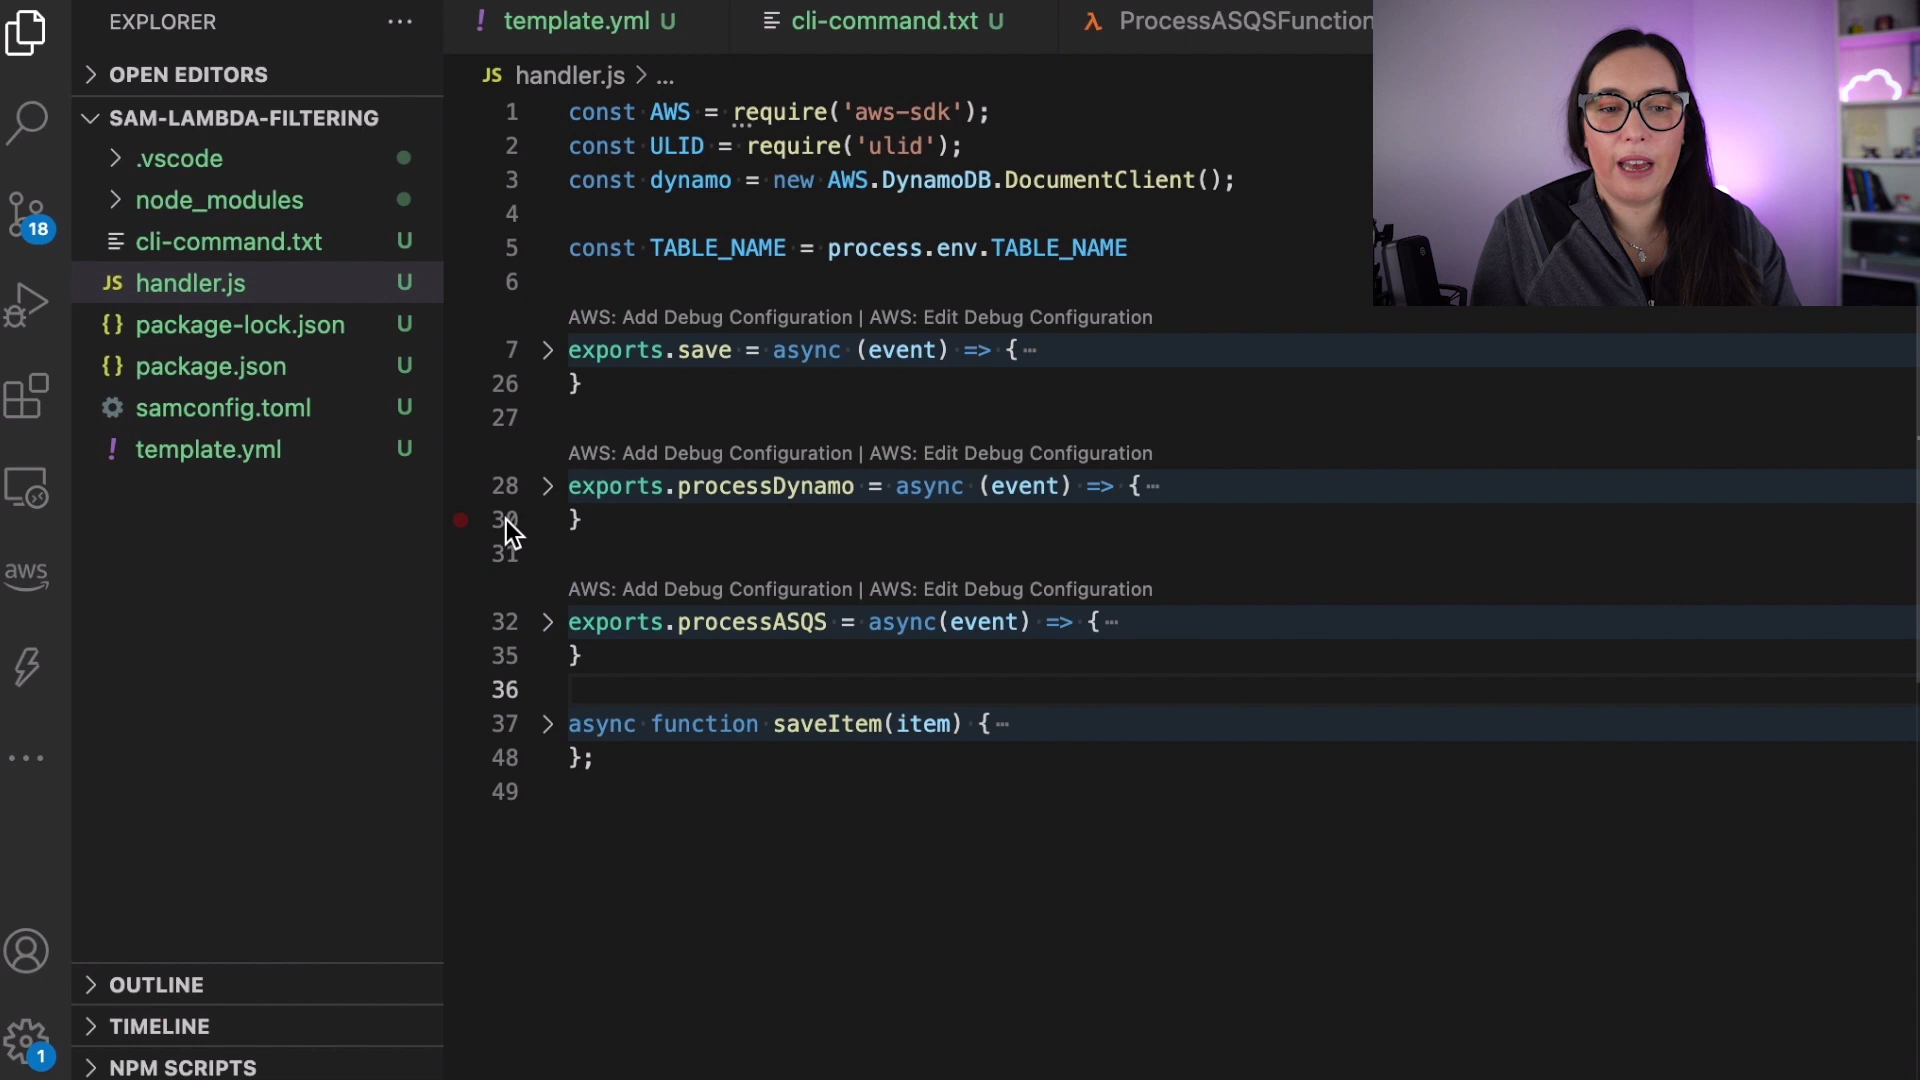 EXPLORER
! template.yml U
cli-command.txt U
λ ProcessASQSFunction
OPEN EDITORS
JS handler.js > ...
SAM-LAMBDA-FILTERING
.vscode
node_modules
cli-command.txt U
JS handler.js U
{} package-lock.json U
{} package.json U
samconfig.toml U
! template.yml U
18
aws
1
OUTLINE
TIMELINE
NPM SCRIPTS
1 const AWS = require('aws-sdk');
2 const ULID = require('ulid');
3 const dynamo = new AWS.DynamoDB.DocumentClient();
4
5 const TABLE_NAME = process.env.TABLE_NAME
6
AWS: Add Debug Configuration | AWS: Edit Debug Configuration
7 exports.save = async (event) => {
26 }
27
AWS: Add Debug Configuration | AWS: Edit Debug Configuration
28 exports.processDynamo = async (event) => {
30 }
31
AWS: Add Debug Configuration | AWS: Edit Debug Configuration
32 exports.processASQS = async(event) => {
35 }
36
37 async function saveItem(item) {
48 };
49